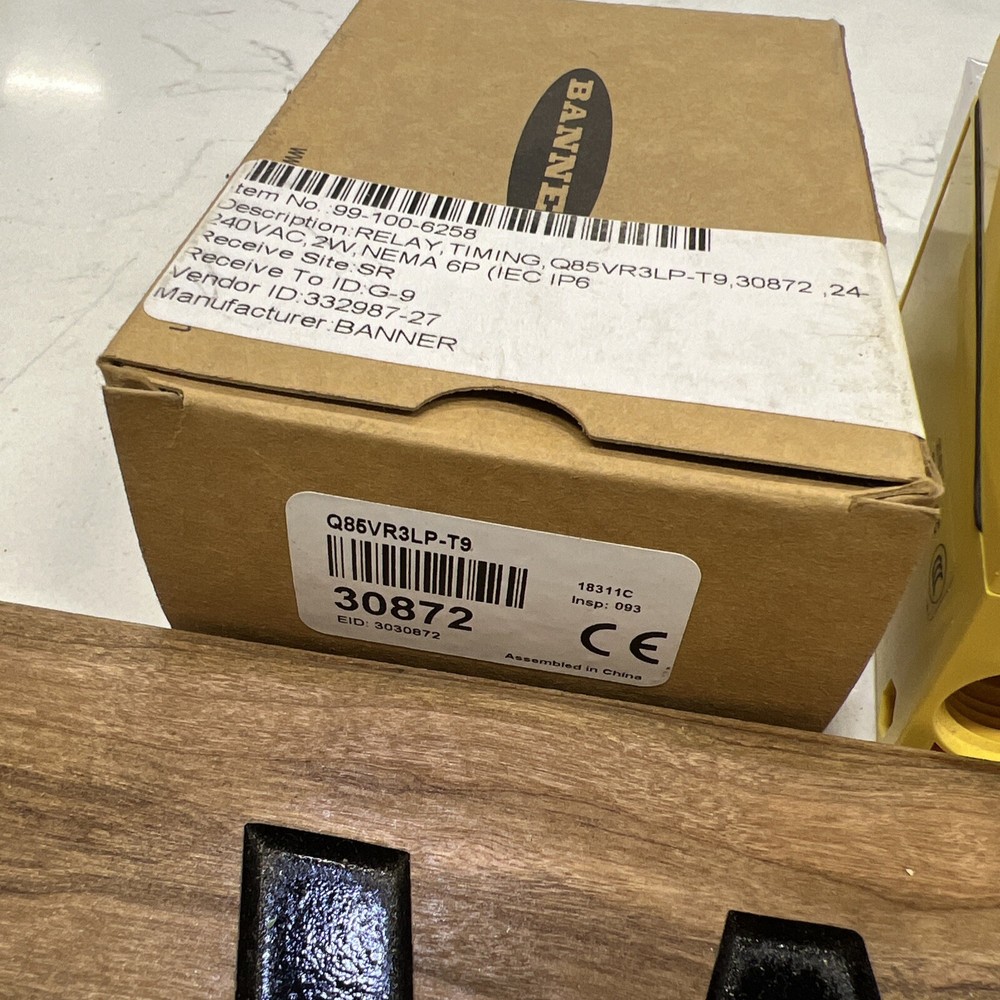 BANNE
Item No.:99-100-6258
Description:RELAY,TIMING,Q85VR3LP-T9,30872 ,24-
240VAC,2W,NEMA 6P (IEC IP6
Receive Site:SR
Receive To ID:G-9
Vendor ID:332987-27
Manufacturer:BANNER
Q85VR3LP-T9
30872
EID: 3030872
18311C
Insp: 093
CE
Assembled in China